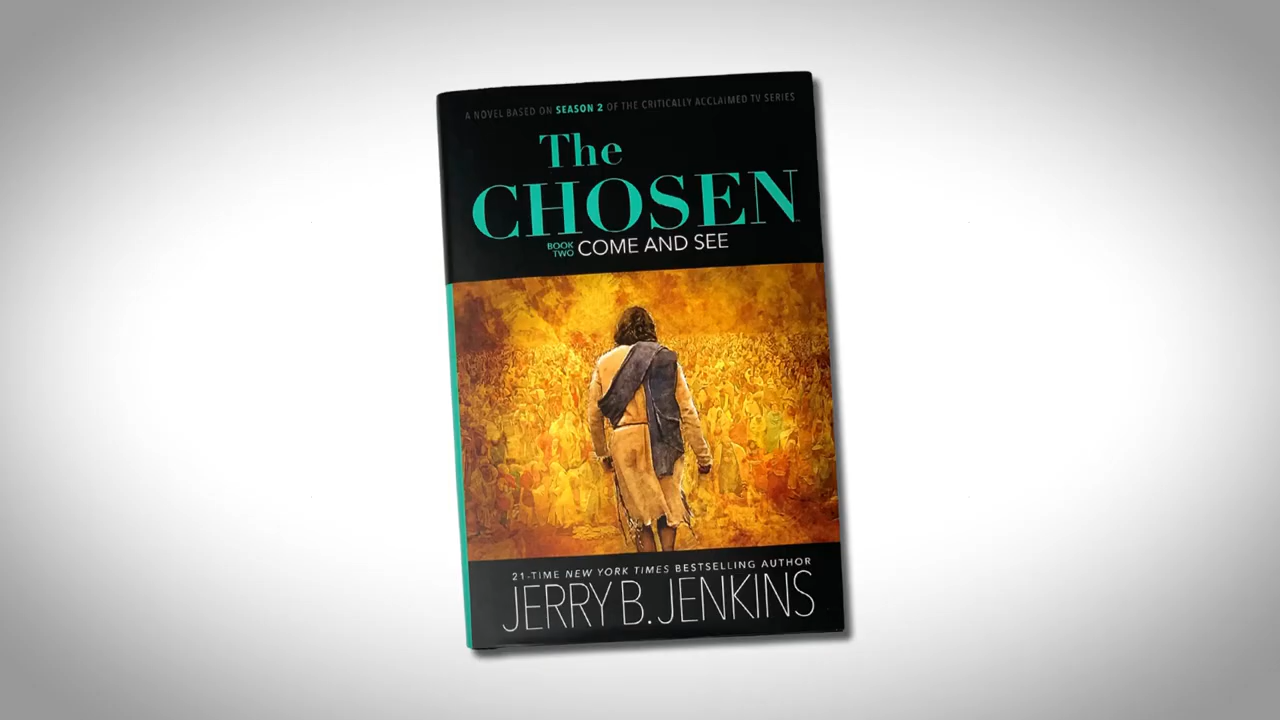 A NOVEL BASED ON SEASON 2 OF THE CRITICALLY ACCLAIMED TV SERIES
The
CHOSEN
BOOK TWO COME AND SEE
21-TIME NEW YORK TIMES BESTSELLING AUTHOR
JERRY B. JENKINS